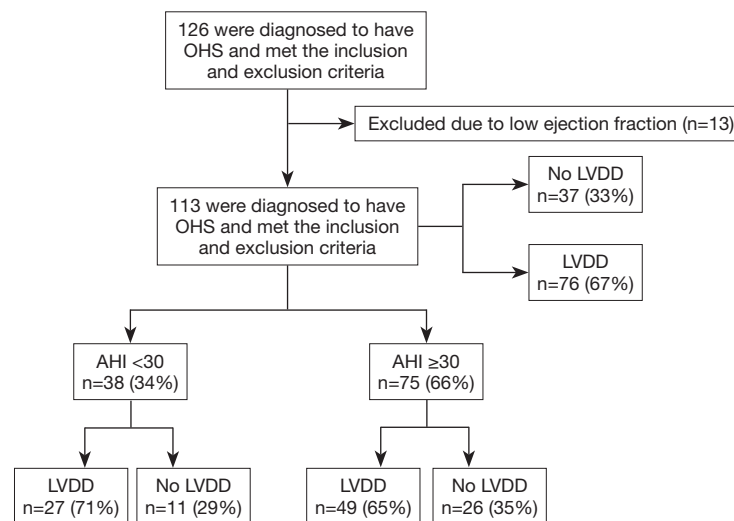 126 were diagnosed to have
OHS and met the inclusion
and exclusion criteria
Excluded due to low ejection fraction (n=13)
No LVDD
n=37 (33%)
113 were diagnosed to have
OHS and met the inclusion
and exclusion criteria
LVDD
n=76 (67%)
AHI <30
n=38 (34%)
AHI ≥30
n=75 (66%)
LVDD
n=27 (71%)
No LVDD
n=11 (29%)
LVDD
n=49 (65%)
No LVDD
n=26 (35%)